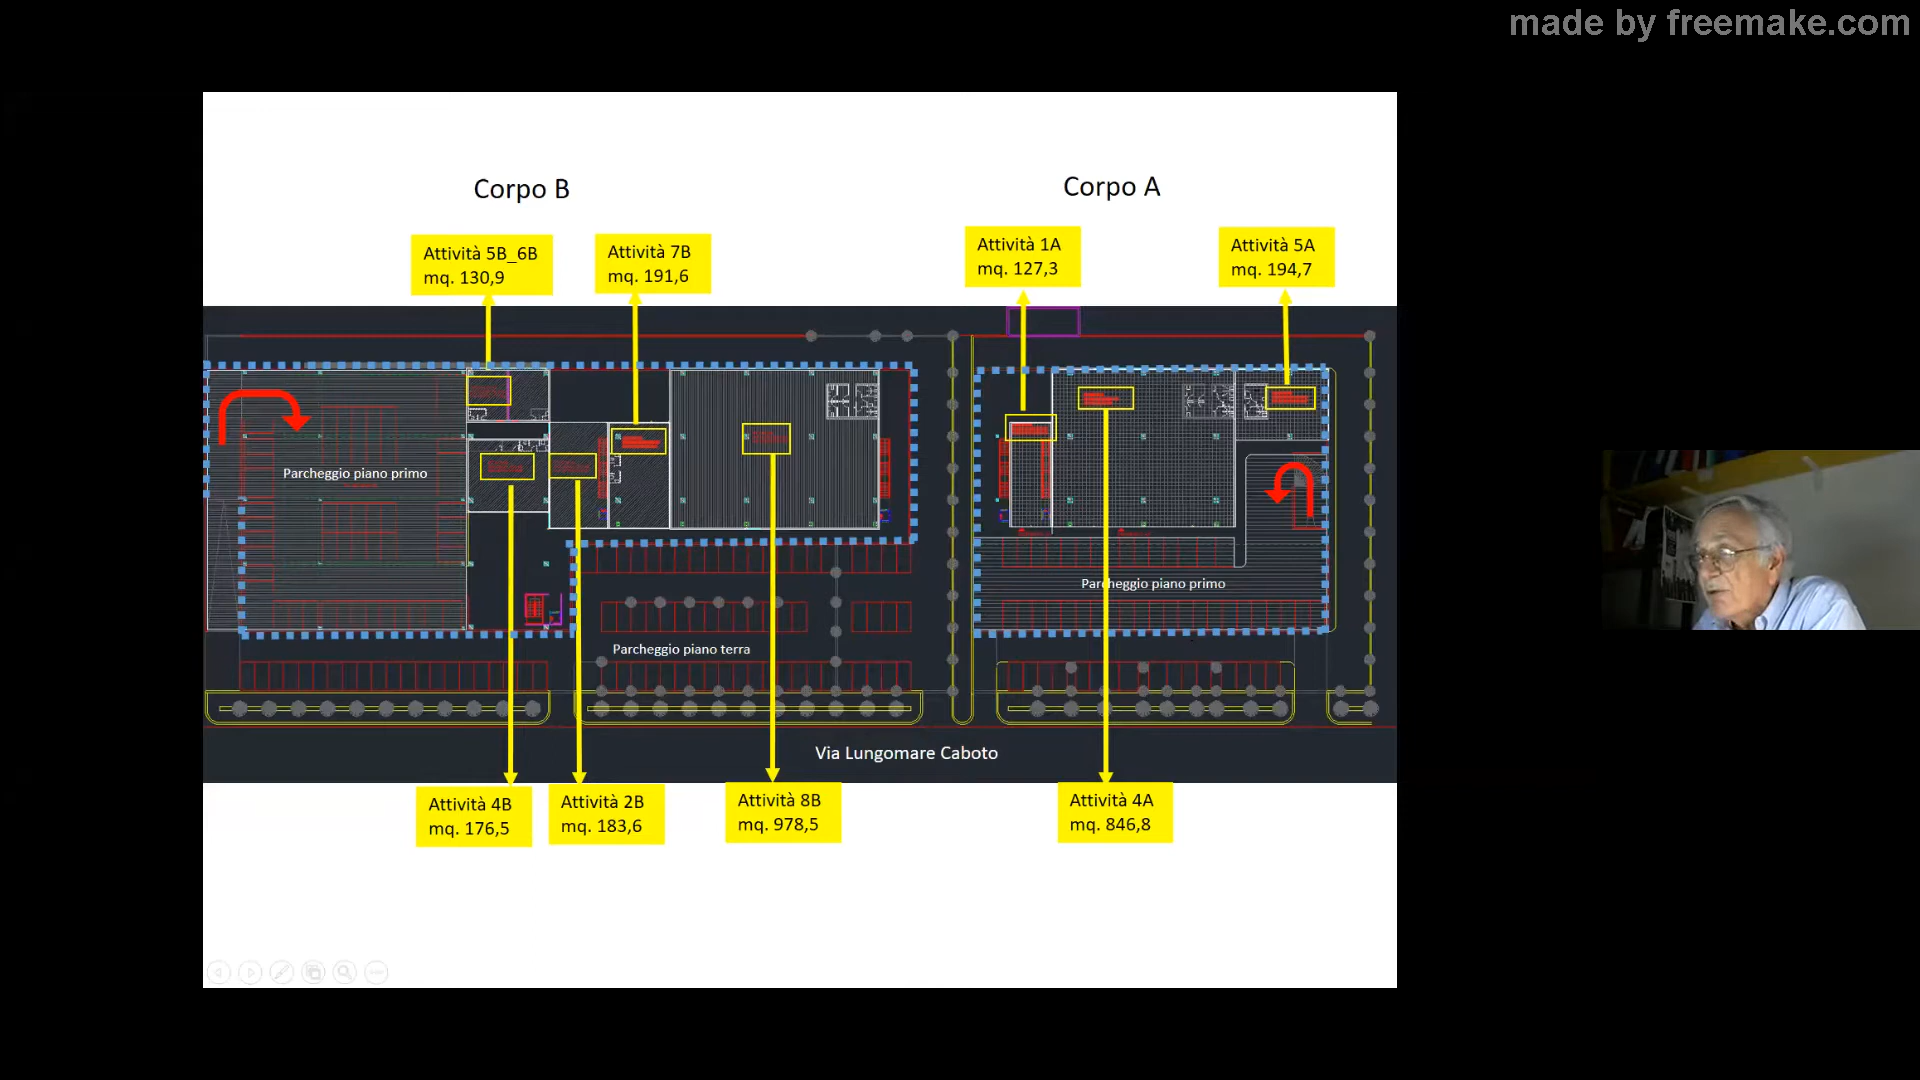 made by freemake.com
Corpo B
Corpo A
Attività 5B_6B
mq. 130,9
Attività 7B
mq. 191,6
Attività 1A
mq. 127,3
Attività 5A
mq. 194,7
Parcheggio piano primo
Parcheggio piano primo
Parcheggio piano terra
Via Lungomare Caboto
Attività 4B
mq. 176,5
Attività 2B
mq. 183,6
Attività 8B
mq. 978,5
Attività 4A
mq. 846,8